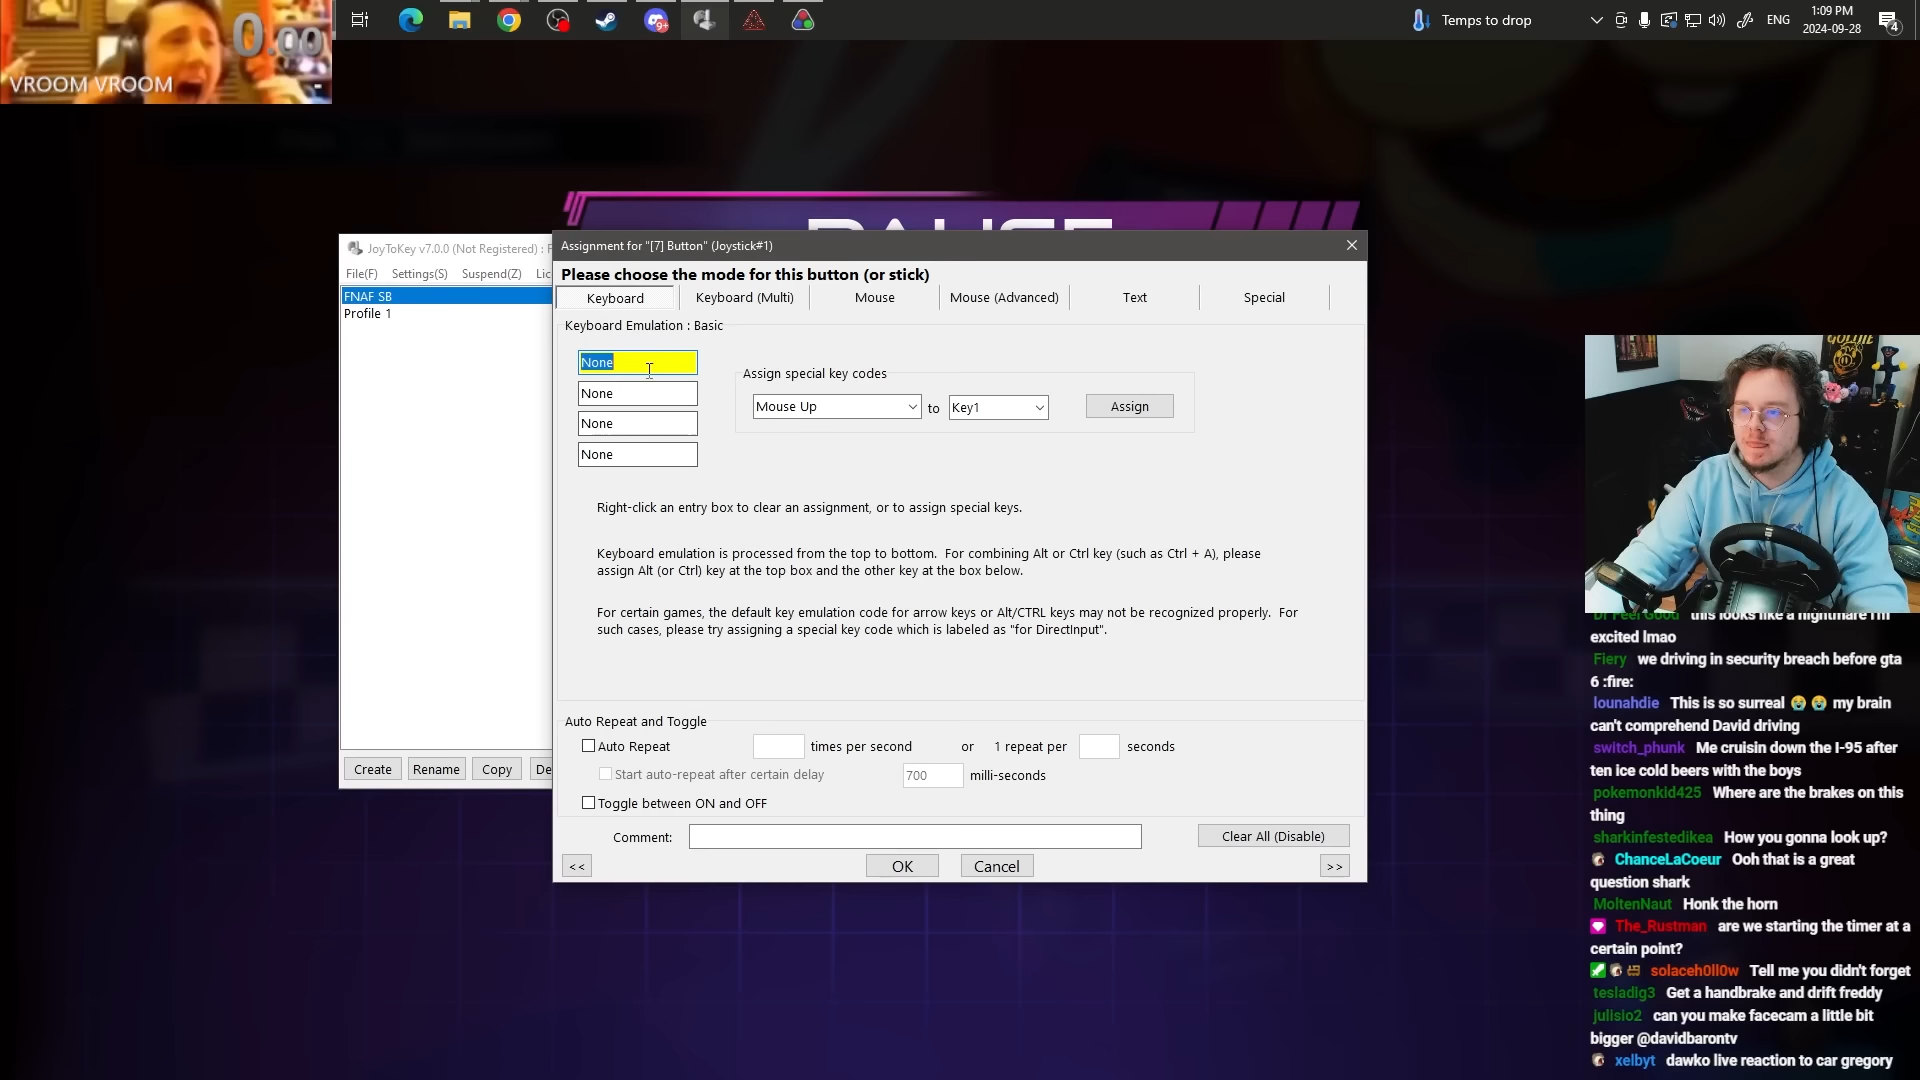 0.00
VROOM VROOM
9+
Temps to drop
ENG
1:09 PM
2024-09-28
4
JoyToKey v7.0.0 (Not Registered) : F
File(F)
Settings(S)
Suspend(Z)
Lic
FNAF SB
Profile 1
Create
Rename
Copy
De
Assignment for "[7] Button" (Joystick#1)
Please choose the mode for this button (or stick)
Keyboard
Keyboard (Multi)
Mouse
Mouse (Advanced)
Text
Special
Keyboard Emulation : Basic
None
None
None
None
Assign special key codes
Mouse Up
to
Key1
Assign
Right-click an entry box to clear an assignment, or to assign special keys.
Keyboard emulation is processed from the top to bottom. For combining Alt or Ctrl key (such as Ctrl + A), please
assign Alt (or Ctrl) key at the top box and the other key at the box below.
For certain games, the default key emulation code for arrow keys or Alt/CTRL keys may not be recognized properly. For
such cases, please try assigning a special key code which is labeled as "for DirectInput".
Auto Repeat and Toggle
Auto Repeat
times per second
or
1 repeat per
seconds
Start auto-repeat after certain delay
700
milli-seconds
Toggle between ON and OFF
Comment:
Clear All (Disable)
<<
OK
Cancel
>>
Dr Feel Good this looks like a nightmare I'm
excited lmao
Fiery we driving in security breach before gta
6 :fire:
lounahdie This is so surreal 😭 😭 my brain
can't comprehend David driving
switch_phunk Me cruisin down the I-95 after
ten ice cold beers with the boys
pokemonkid425 Where are the brakes on this
thing
sharkinfestedikea How you gonna look up?
ChanceLaCoeur Ooh that is a great
question shark
MoltenNaut Honk the horn
The_Rustman are we starting the timer at a
certain point?
solaceh0ll0w Tell me you didn't forget
tesladig3 Get a handbrake and drift freddy
julisio2 can you make facecam a little bit
bigger @davidbarontv
xelbyt dawko live reaction to car gregory